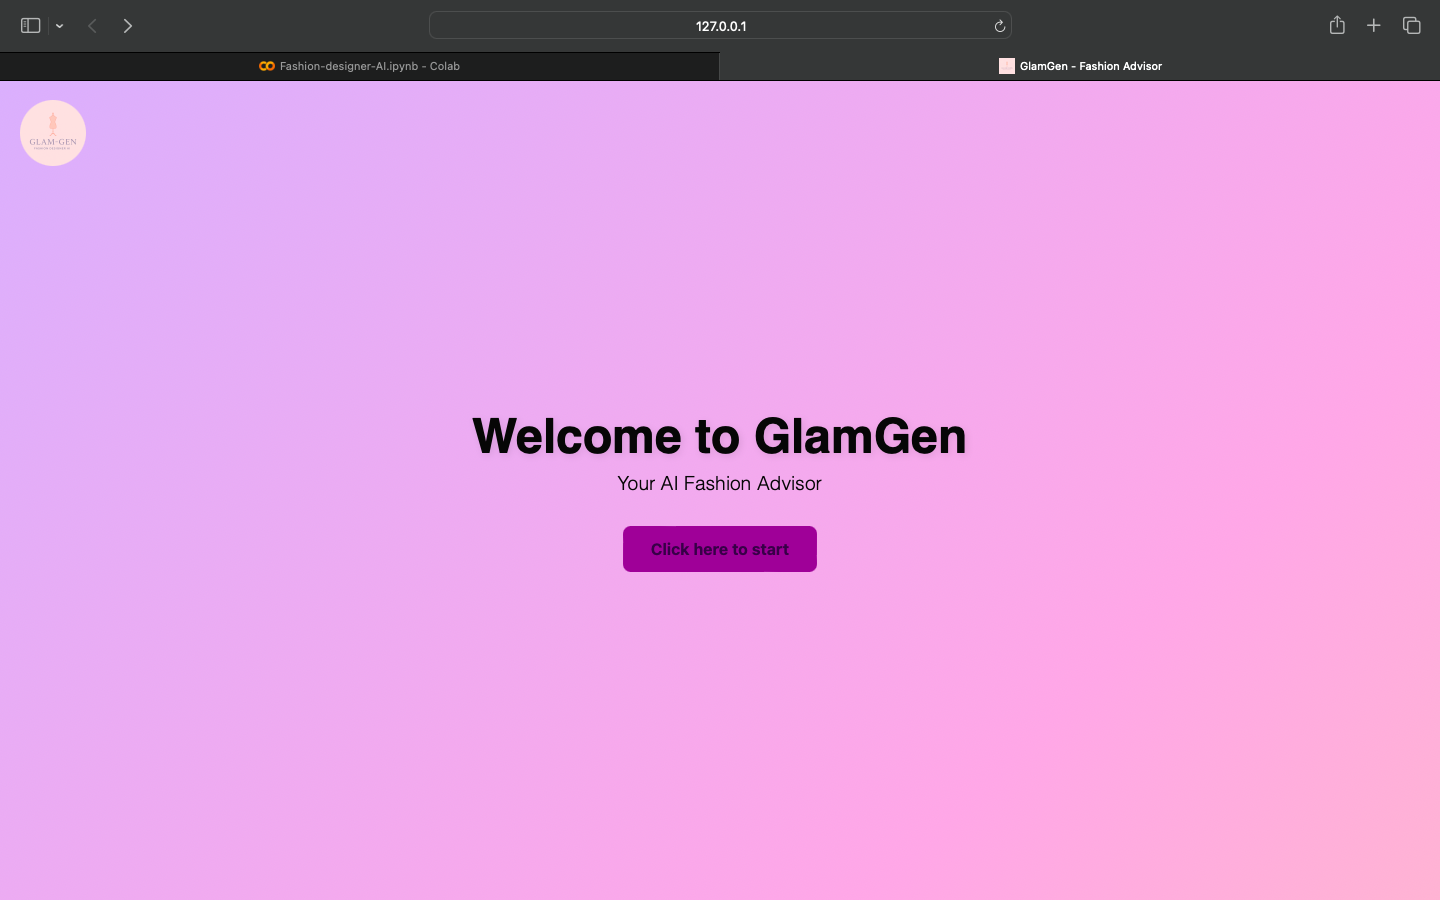 127.0.0.1
Fashion-designer-AI.ipynb - Colab
GlamGen - Fashion Advisor
GLAM-GEN
Welcome to GlamGen
Your AI Fashion Advisor
Click here to start